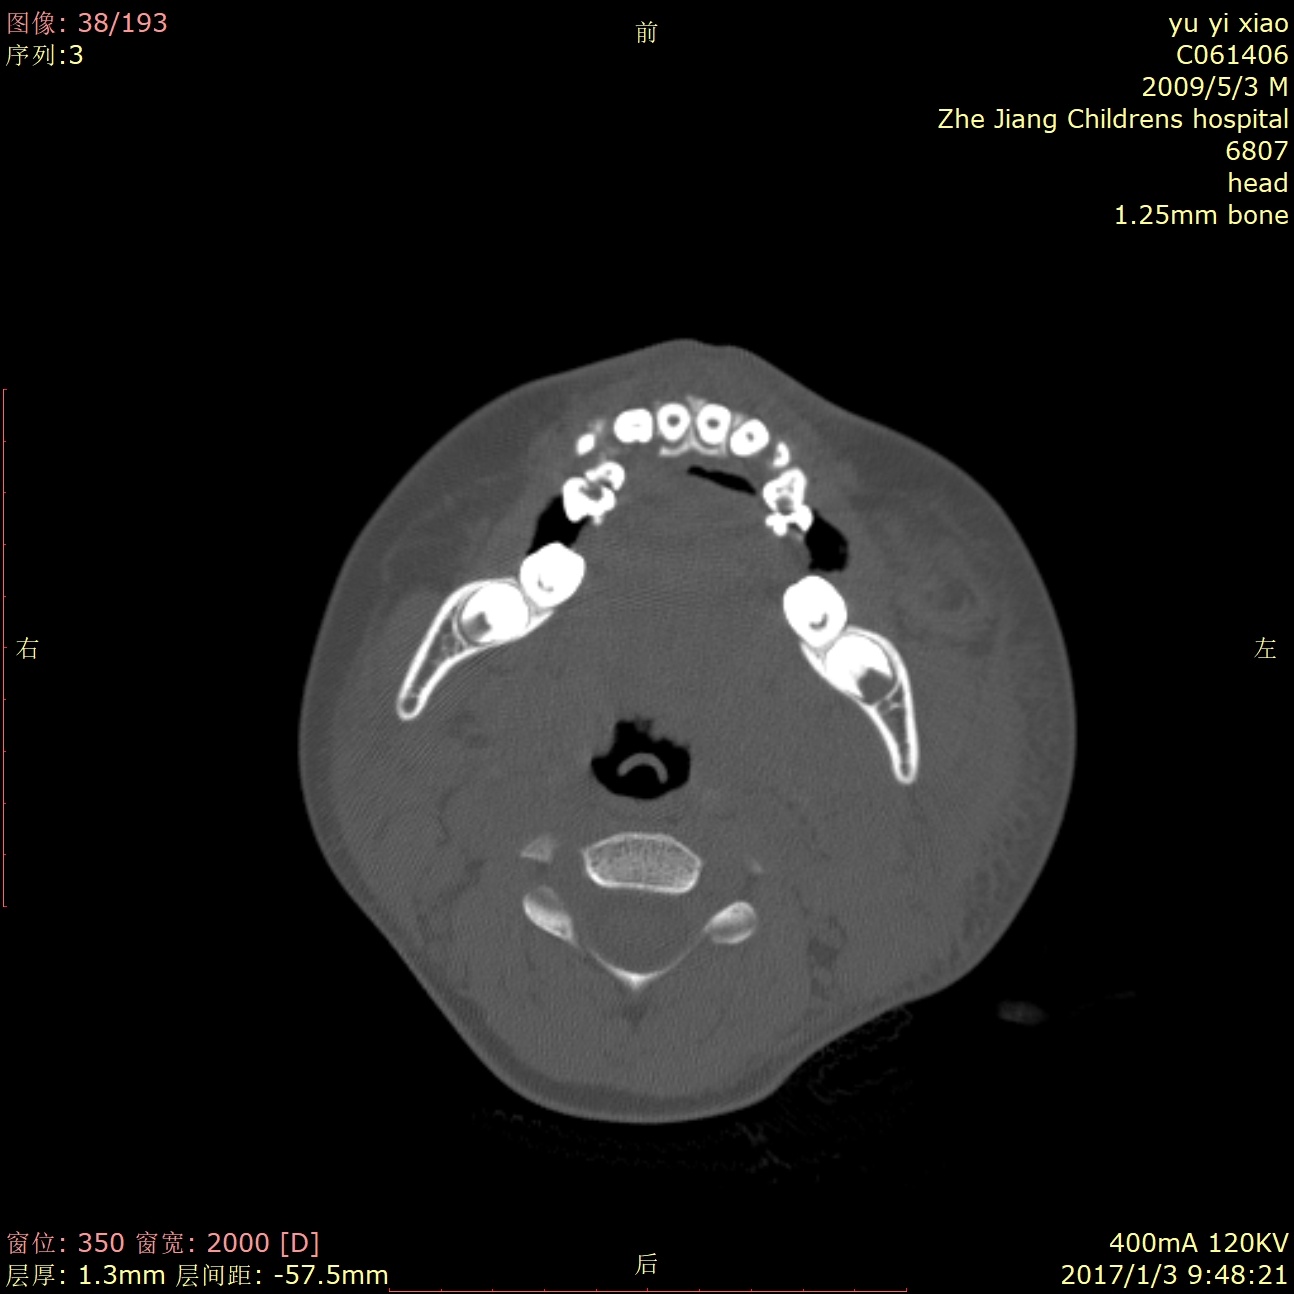 图像: 38/193
序列:3
前
yu yi xiao
C061406
2009/5/3 M
Zhe Jiang Childrens hospital
6807
head
1.25mm bone
右
左
窗位: 350 窗宽: 2000 [D]
层厚: 1.3mm 层间距: -57.5mm
后
400mA 120KV
2017/1/3 9:48:21